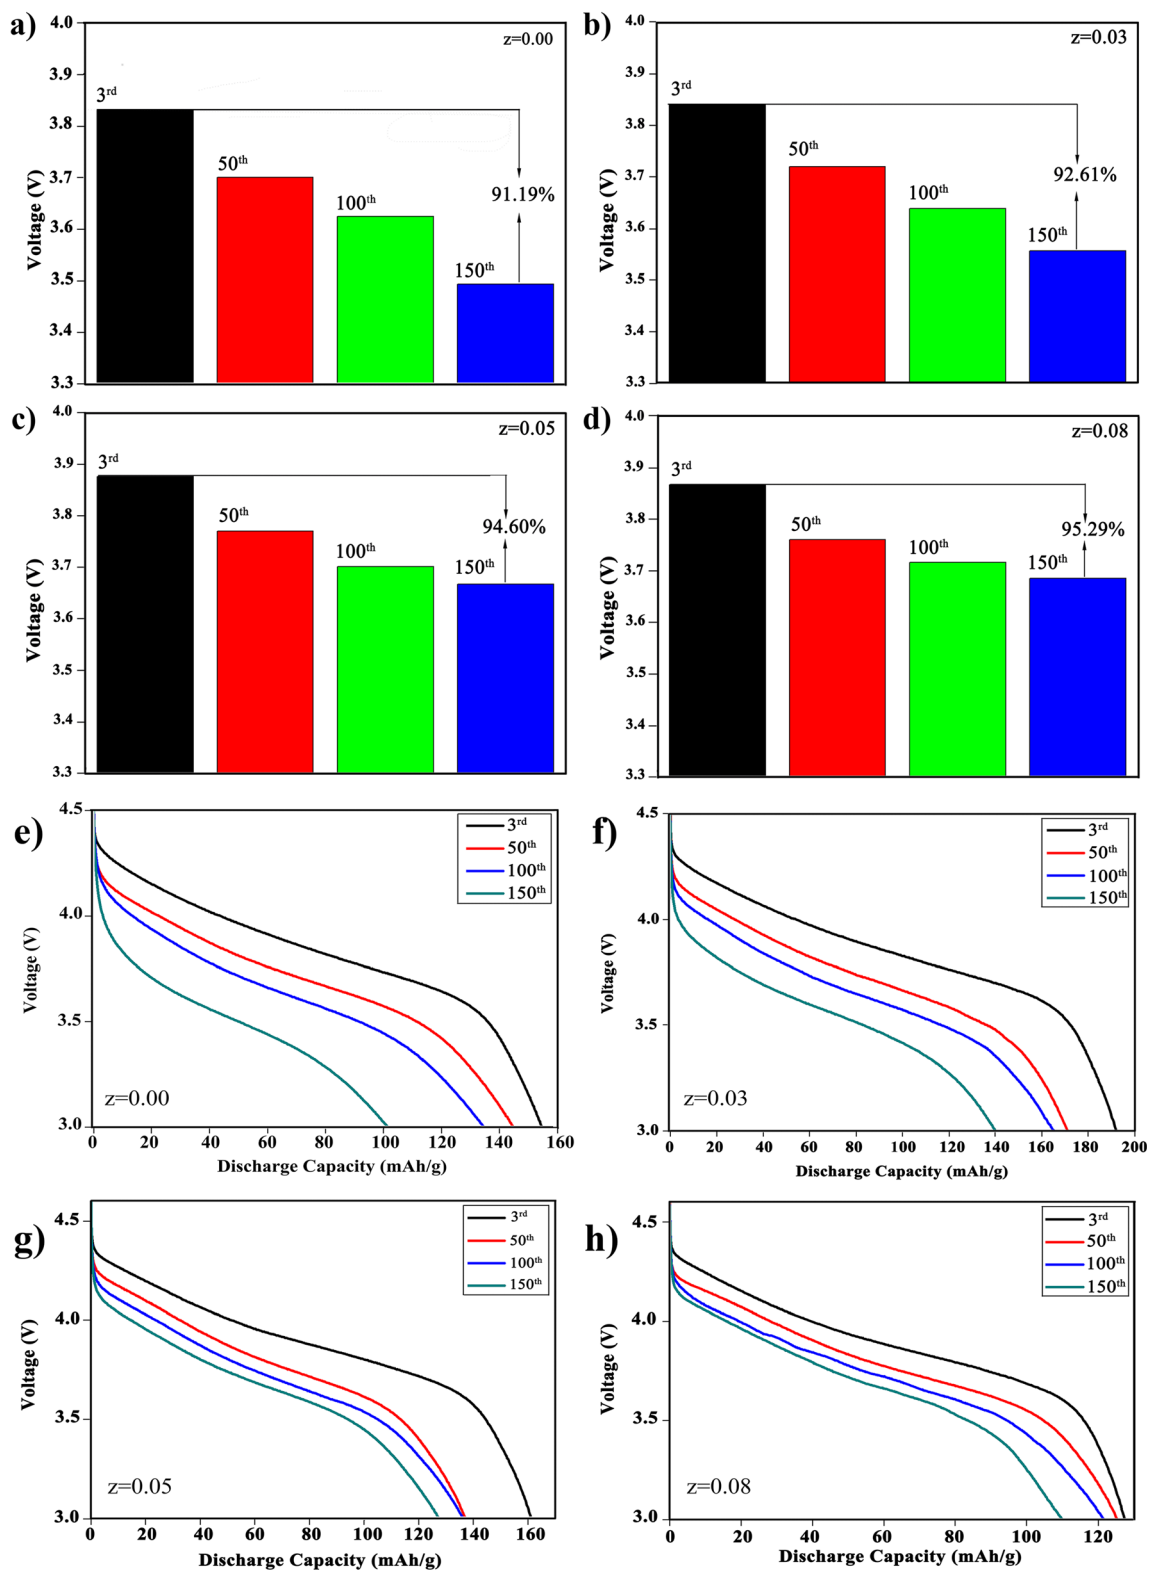 a)
z=0.00
4.0
3.9
3.8
3.7
3.6
3.5
3.4
3.3
Voltage (V)
3rd
50th
100th
150th
91.19%
b)
z=0.03
4.0
3.9
3.8
3.7
3.6
3.5
3.4
3.3
Voltage (V)
3rd
50th
100th
150th
92.61%
c)
z=0.05
4.0
3.9
3.8
3.7
3.6
3.5
3.4
3.3
Voltage (V)
3rd
50th
100th
150th
94.60%
d)
z=0.08
4.0
3.9
3.8
3.7
3.6
3.5
3.4
3.3
Voltage (V)
3rd
50th
100th
150th
95.29%
e)
4.5
4.0
3.5
3.0
Voltage (V)
3rd
50th
100th
150th
z=0.00
0 20 40 60 80 100 120 140 160
Discharge Capacity (mAh/g)
f)
4.5
4.0
3.5
3.0
Voltage (V)
3rd
50th
100th
150th
z=0.03
0 20 40 60 80 100 120 140 160 180 200
Discharge Capacity (mAh/g)
g)
4.5
4.0
3.5
3.0
Voltage (V)
3rd
50th
100th
150th
z=0.05
0 20 40 60 80 100 120 140 160
Discharge Capacity (mAh/g)
h)
4.5
4.0
3.5
3.0
Voltage (V)
3rd
50th
100th
150th
z=0.08
0 20 40 60 80 100 120
Discharge Capacity (mAh/g)